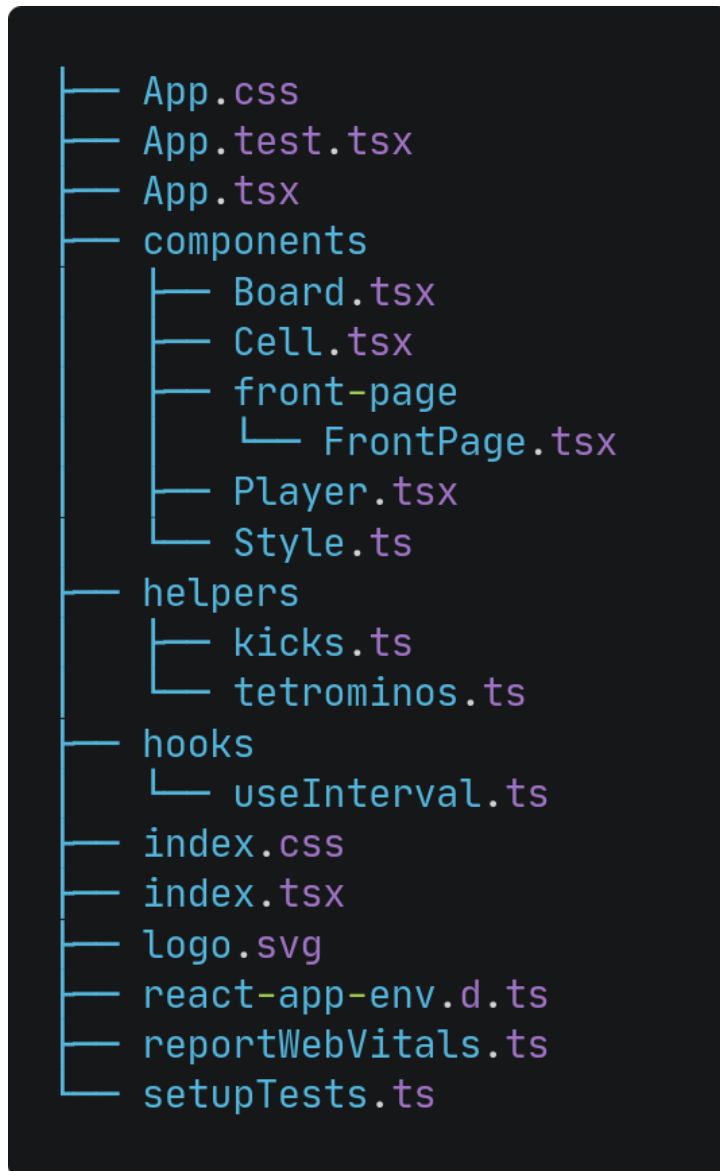 ├── App.css
├── App.test.tsx
├── App.tsx
├── components
│   ├── Board.tsx
│   ├── Cell.tsx
│   ├── front-page
│   │   └── FrontPage.tsx
│   ├── Player.tsx
│   └── Style.ts
├── helpers
│   ├── kicks.ts
│   └── tetrominos.ts
├── hooks
│   └── useInterval.ts
├── index.css
├── index.tsx
├── logo.svg
├── react-app-env.d.ts
├── reportWebVitals.ts
└── setupTests.ts